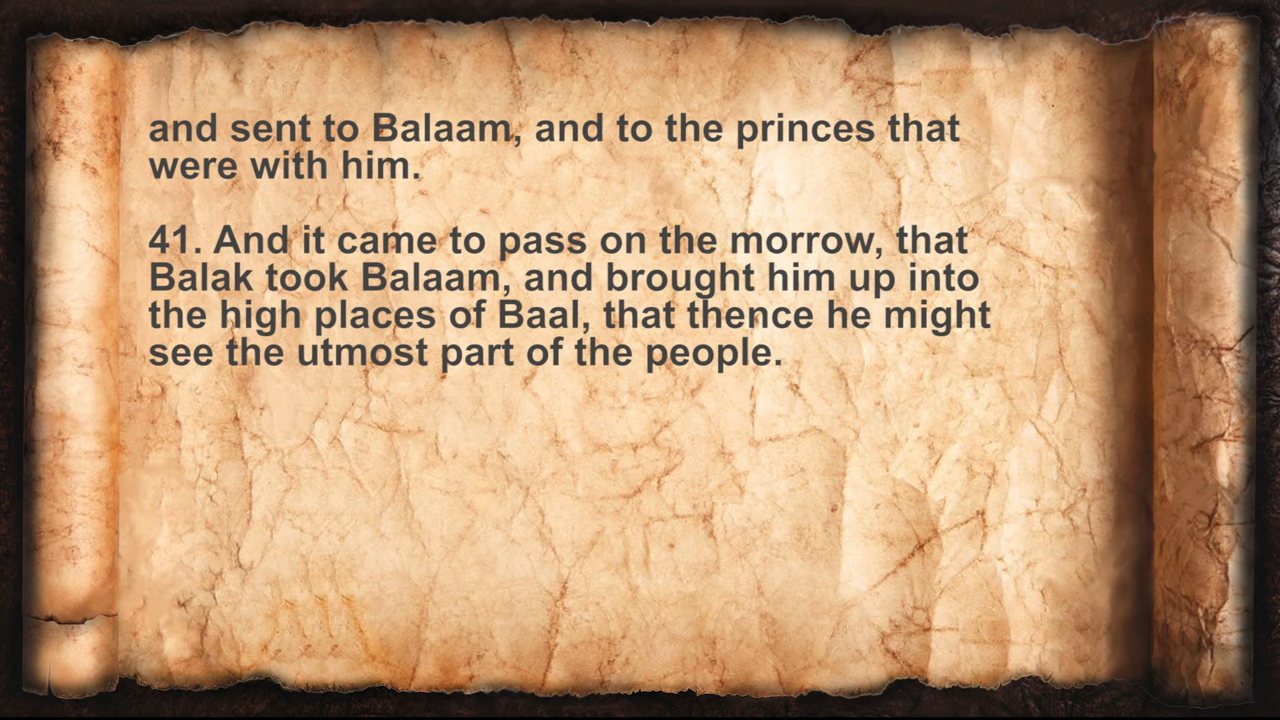 and sent to Balaam, and to the princes that
were with him.
41. And it came to pass on the morrow, that
Balak took Balaam, and brought him up into
the high places of Baal, that thence he might
see the utmost part of the people.